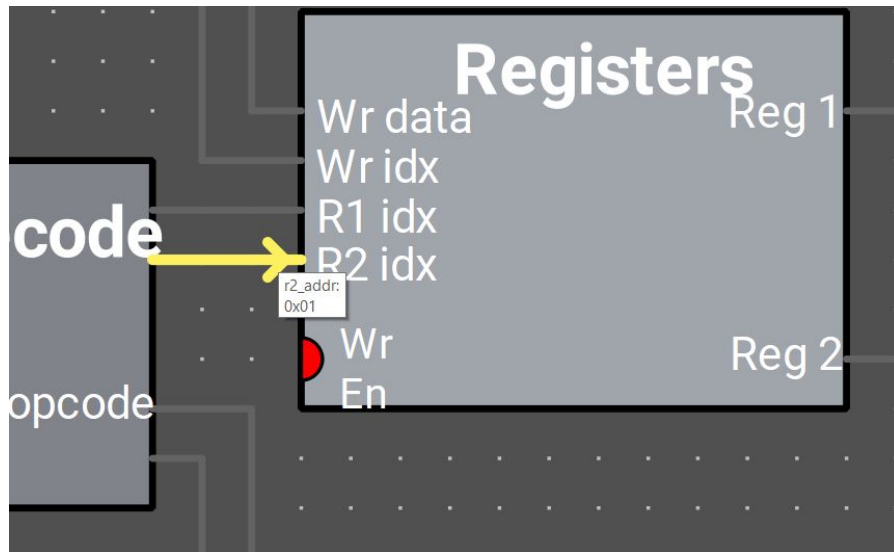 Registers
Wr data
Reg 1
Wr idx
R1 idx
code
R2 idx
r2_addr:
0x01
Wr
En
Reg 2
opcode